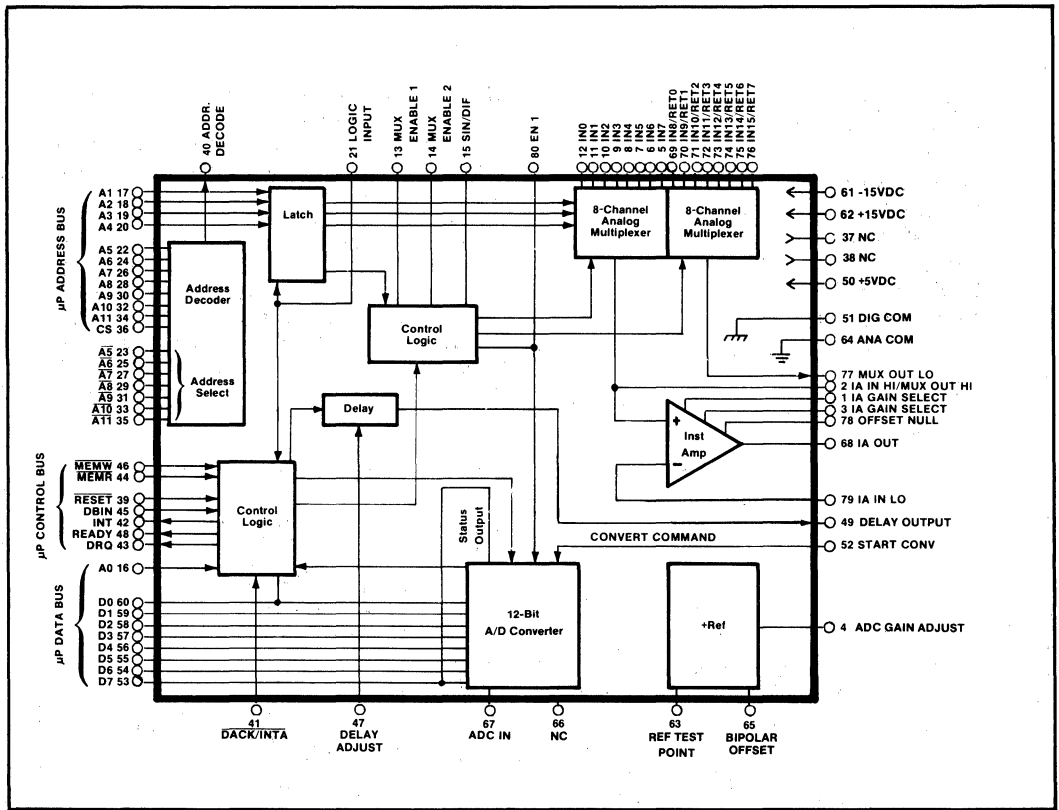 40 ADDR. DECODE
21 LOGIC INPUT
13 MUX ENABLE 1
14 MUX ENABLE 2
15 SIN/DIF
80 EN 1
12 IN0
11 IN1
10 IN2
9 IN3
8 IN4
7 IN5
6 IN6
5 IN7
69 IN8/RET0
70 IN9/RET1
71 IN10/RET2
72 IN11/RET3
73 IN12/RET4
74 IN13/RET5
75 IN14/RET6
76 IN15/RET7
µP ADDRESS BUS
A1 17
A2 18
A3 19
A4 20
A5 22
A6 24
A7 26
A8 28
A9 30
A10 32
A11 34
CS 36
A̅5̅ 23
A̅6̅ 25
A̅7̅ 27
A̅8̅ 29
A̅9̅ 31
A̅1̅0̅ 33
A̅1̅1̅ 35
Address Decoder
Address Select
Latch
Control Logic
Delay
8-Channel Analog Multiplexer
8-Channel Analog Multiplexer
61 -15VDC
62 +15VDC
37 NC
38 NC
50 +5VDC
51 DIG COM
64 ANA COM
77 MUX OUT LO
2 IA IN HI/MUX OUT HI
1 IA GAIN SELECT
3 IA GAIN SELECT
78 OFFSET NULL
68 IA OUT
79 IA IN LO
49 DELAY OUTPUT
52 START CONV
4 ADC GAIN ADJUST
+
Inst Amp
−
µP CONTROL BUS
M̅E̅M̅W̅ 46
M̅E̅M̅R̅ 44
R̅E̅S̅E̅T̅ 39
DBIN 45
INT 42
READY 48
DRQ 43
Control Logic
Status Output
CONVERT COMMAND
µP DATA BUS
A0 16
D0 60
D1 59
D2 58
D3 57
D4 56
D5 55
D6 54
D7 53
12-Bit A/D Converter
+Ref
41 D̅A̅C̅K̅/̅I̅N̅T̅A̅
47 DELAY ADJUST
67 ADC IN
66 NC
63 REF TEST POINT
65 BIPOLAR OFFSET